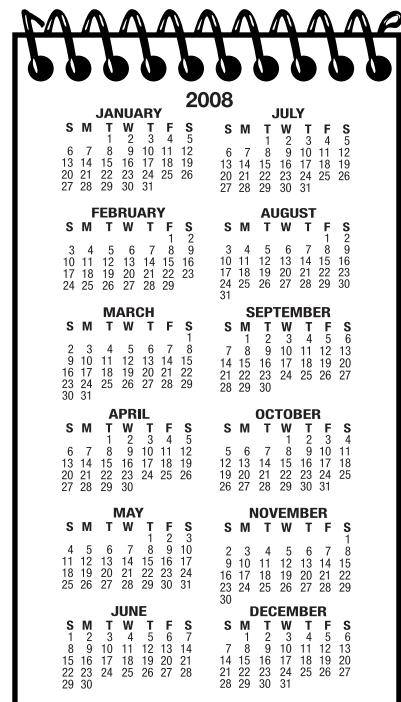 2008
JANUARY
S M T W T F S
1 2 3 4 5
6 7 8 9 10 11 12
13 14 15 16 17 18 19
20 21 22 23 24 25 26
27 28 29 30 31
FEBRUARY
S M T W T F S
1 2
3 4 5 6 7 8 9
10 11 12 13 14 15 16
17 18 19 20 21 22 23
24 25 26 27 28 29
MARCH
S M T W T F S
1
2 3 4 5 6 7 8
9 10 11 12 13 14 15
16 17 18 19 20 21 22
23 24 25 26 27 28 29
30 31
APRIL
S M T W T F S
1 2 3 4 5
6 7 8 9 10 11 12
13 14 15 16 17 18 19
20 21 22 23 24 25 26
27 28 29 30
MAY
S M T W T F S
1 2 3
4 5 6 7 8 9 10
11 12 13 14 15 16 17
18 19 20 21 22 23 24
25 26 27 28 29 30 31
JUNE
S M T W T F S
1 2 3 4 5 6 7
8 9 10 11 12 13 14
15 16 17 18 19 20 21
22 23 24 25 26 27 28
29 30
JULY
S M T W T F S
1 2 3 4 5
6 7 8 9 10 11 12
13 14 15 16 17 18 19
20 21 22 23 24 25 26
27 28 29 30 31
AUGUST
S M T W T F S
1 2
3 4 5 6 7 8 9
10 11 12 13 14 15 16
17 18 19 20 21 22 23
24 25 26 27 28 29 30
31
SEPTEMBER
S M T W T F S
1 2 3 4 5 6
7 8 9 10 11 12 13
14 15 16 17 18 19 20
21 22 23 24 25 26 27
28 29 30
OCTOBER
S M T W T F S
1 2 3 4
5 6 7 8 9 10 11
12 13 14 15 16 17 18
19 20 21 22 23 24 25
26 27 28 29 30 31
NOVEMBER
S M T W T F S
1
2 3 4 5 6 7 8
9 10 11 12 13 14 15
16 17 18 19 20 21 22
23 24 25 26 27 28 29
30
DECEMBER
S M T W T F S
1 2 3 4 5 6
7 8 9 10 11 12 13
14 15 16 17 18 19 20
21 22 23 24 25 26 27
28 29 30 31